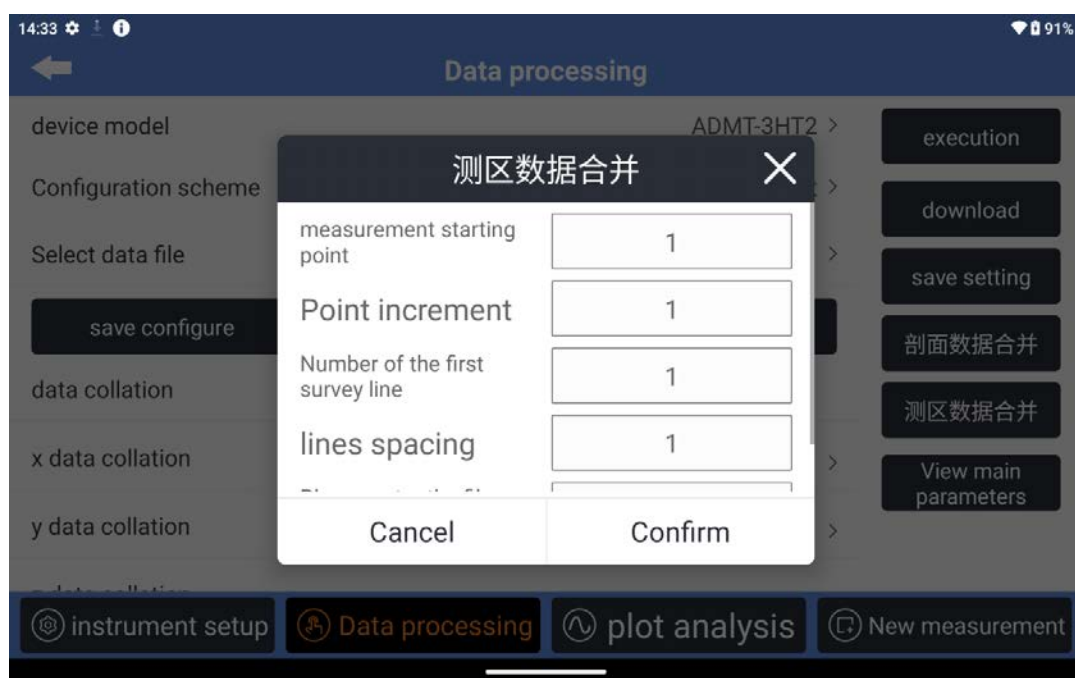 14:33
91%
Data processing
device model
ADMT-3HT2 >
execution
测区数据合并
Configuration scheme
download
measurement starting
point
1
Select data file
save setting
Point increment
1
save configure
剖面数据合并
Number of the first
survey line
1
data collation
测区数据合并
lines spacing
1
x data collation
View main
parameters
Cancel
Confirm
y data collation
instrument setup
Data processing
plot analysis
New measurement